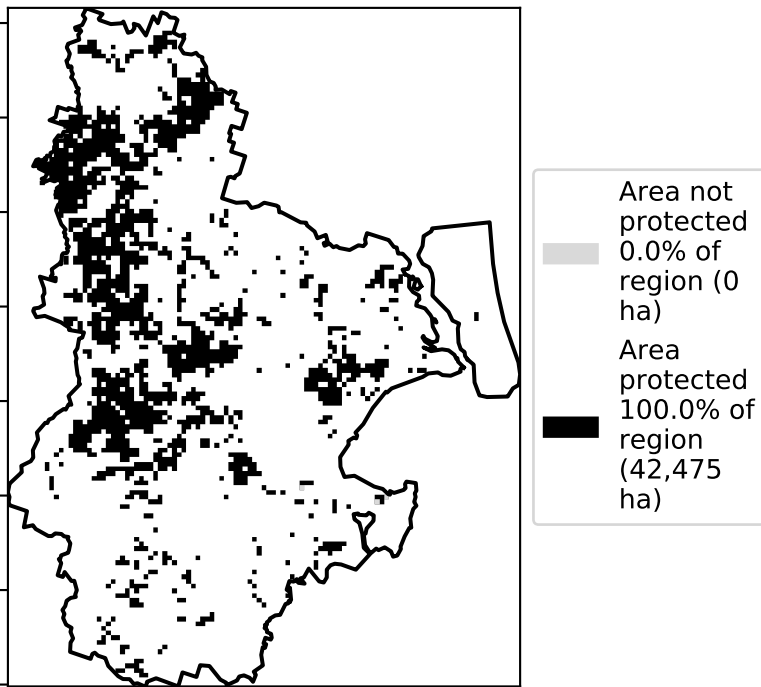 Area not
protected
0.0% of
region (0
ha)
Area
protected
100.0% of
region
(42,475
ha)